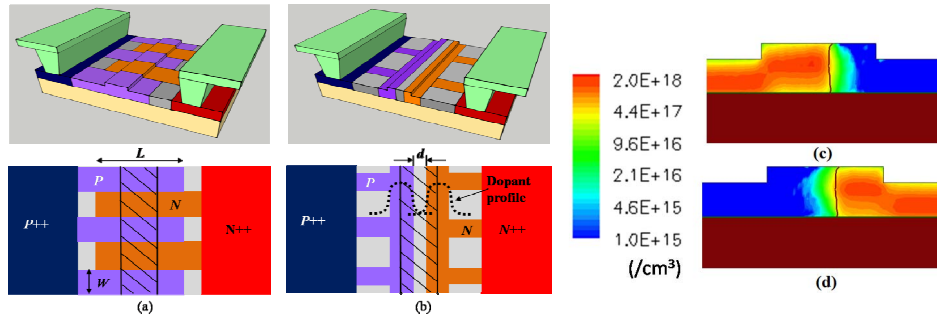 L
P
N
P++
N++
W
(a)
d
P
Dopant
profile
P++
N
N++
(b)
2.0E+18
4.4E+17
9.6E+16
2.1E+16
4.6E+15
1.0E+15
(/cm³)
(c)
(d)